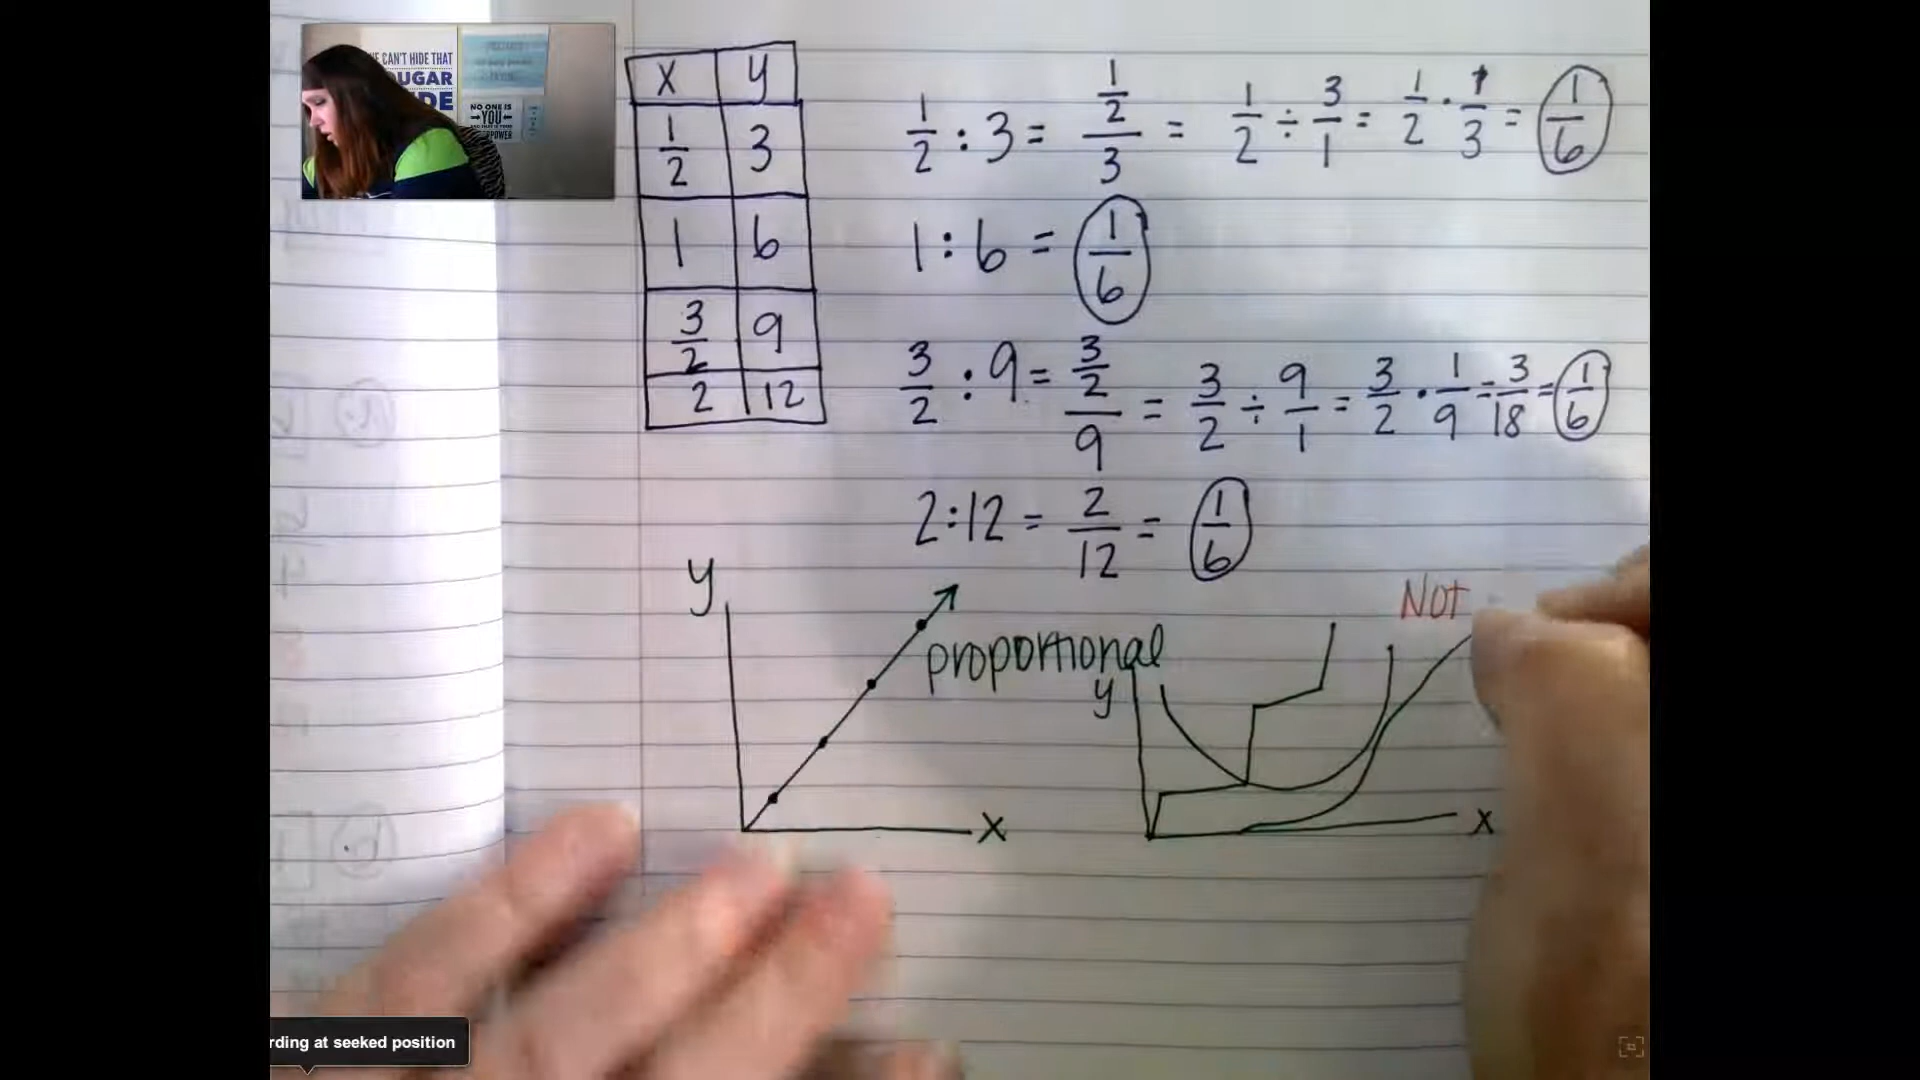 E CAN'T HIDE THAT
OUGAR
DE
NO ONE IS
YOU
x y
1/2 3
1 6
3/2 9
2 12
1/2 : 3 = 1/2/3 = 1/2 ÷ 3/1 = 1/2 · 1/3 = 1/6
1 : 6 = 1/6
3/2 : 9 = 3/2/9 = 3/2 ÷ 9/1 = 3/2 · 1/9 = 3/18 = 1/6
2:12 = 2/12 = 1/6
y
proportional
x
Not
y
x
rding at seeked position